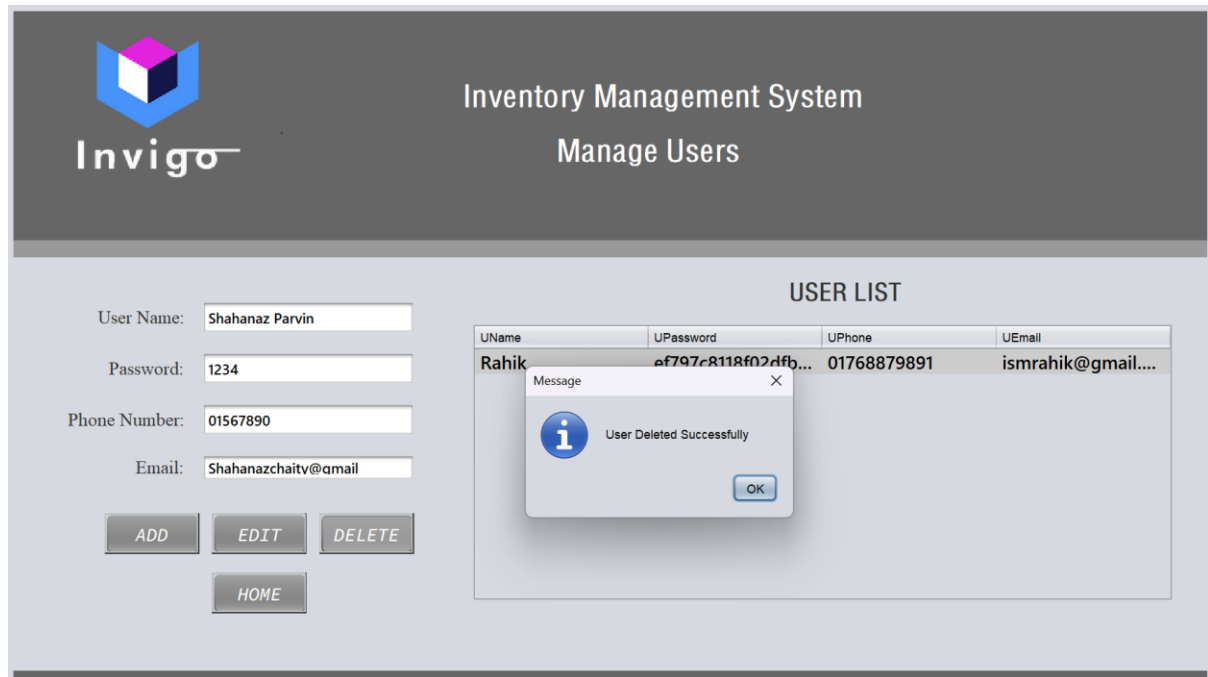 Invigo
Inventory Management System
Manage Users
USER LIST
User Name: Shahanaz Parvin
Password: 1234
Phone Number: 01567890
Email: Shahanazchaity@gmail
ADD EDIT DELETE
HOME
UName UPassword UPhone UEmail
Rahik ef797c8118f02dfb... 01768879891 ismrahik@gmail....
Message
User Deleted Successfully
OK